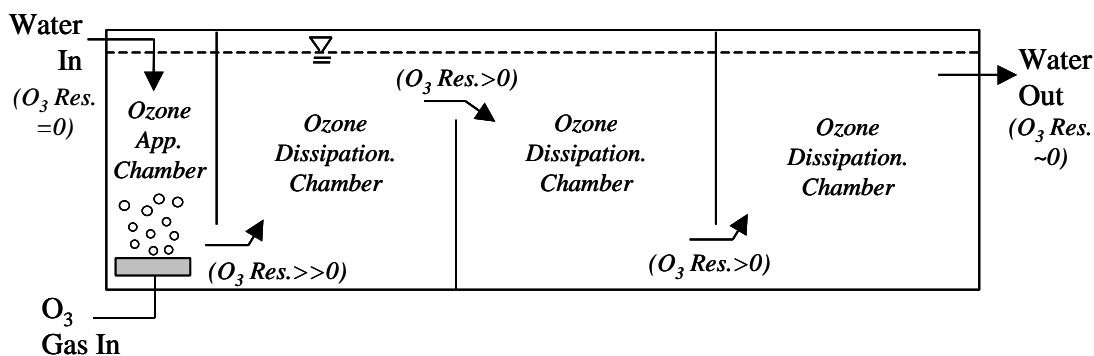 Water
In
(O₃ Res.
=0)
Ozone
App.
Chamber
O₃
Gas In
(O₃ Res.>>0)
Ozone
Dissipation.
Chamber
(O₃ Res.>0)
Ozone
Dissipation.
Chamber
(O₃ Res.>0)
Ozone
Dissipation.
Chamber
Water
Out
(O₃ Res.
~0)